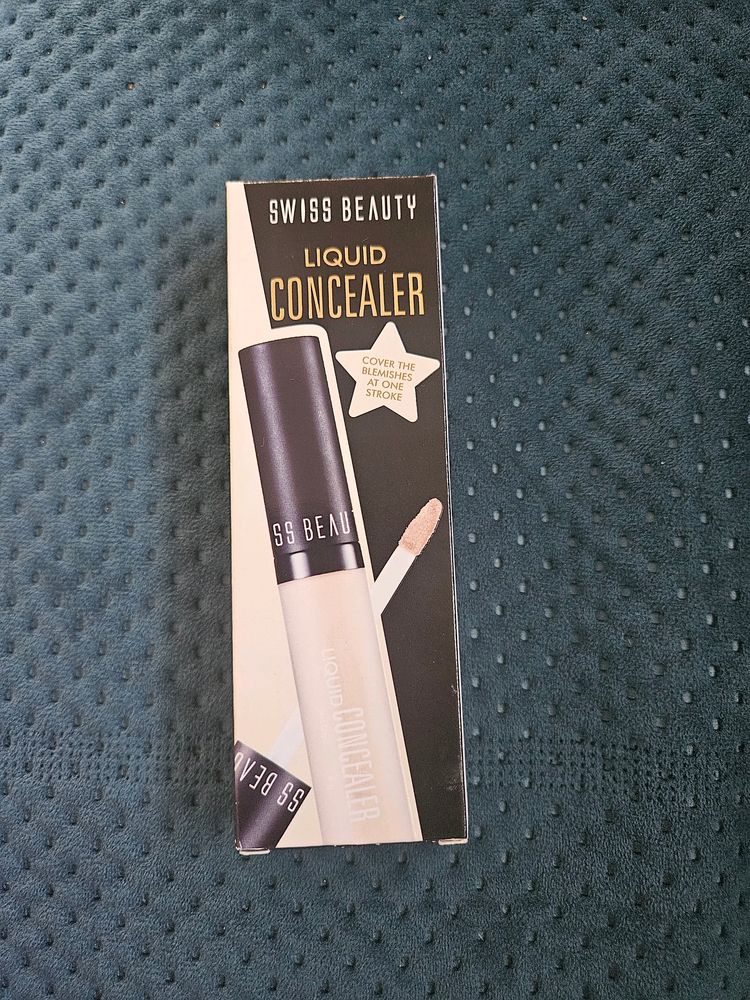 SWISS BEAUTY
LIQUID
CONCEALER
COVER THE
BLEMISHES
AT ONE
STROKE
SS BEAU
LIQUID
CONCEALER
SS BEAU